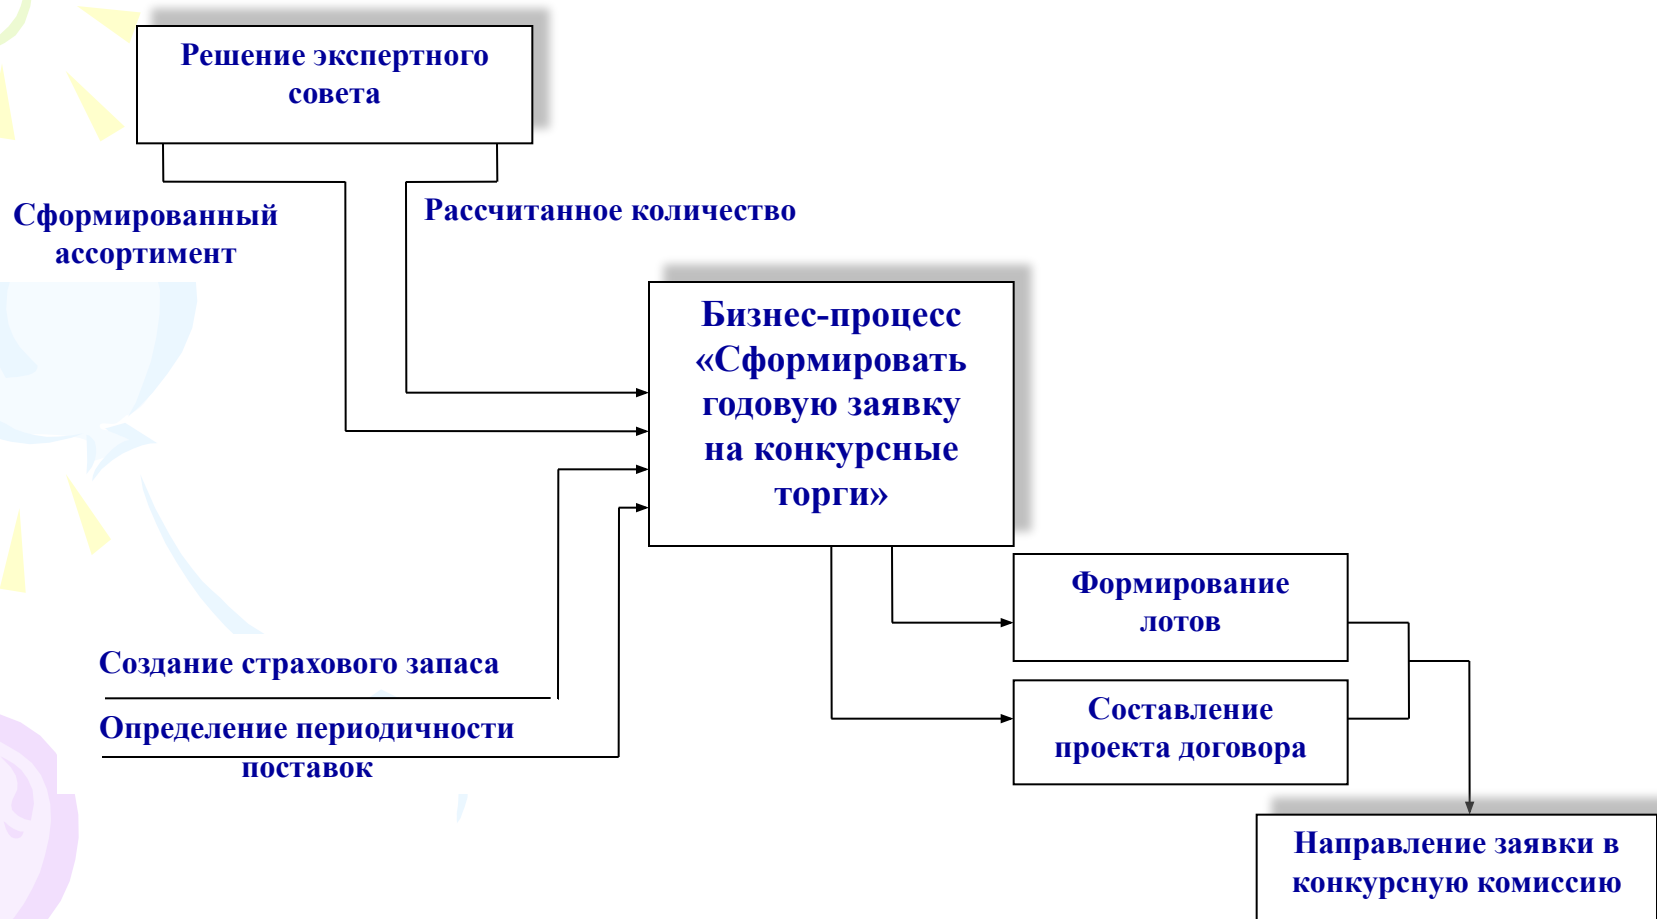 Решение экспертного
совета
Сформированный
ассортимент
Рассчитанное количество
Бизнес-процесс
«Сформировать
годовую заявку
на конкурсные
торги»
Создание страхового запаса
Определение периодичности
поставок
Формирование
лотов
Составление
проекта договора
Направление заявки в
конкурсную комиссию